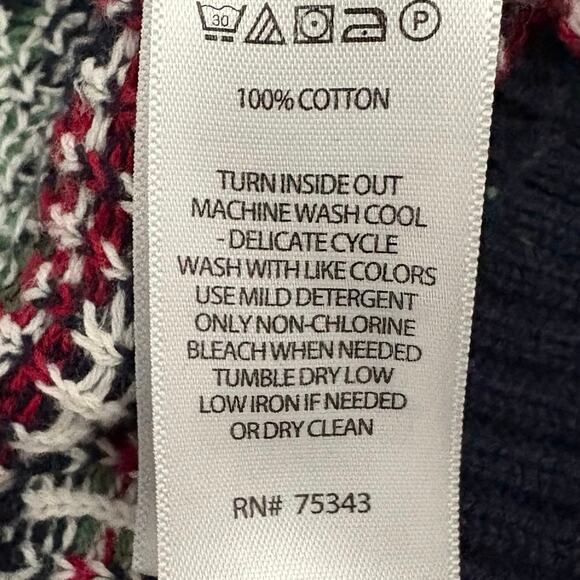 30 P
100% COTTON
TURN INSIDE OUT
MACHINE WASH COOL
- DELICATE CYCLE
WASH WITH LIKE COLORS
USE MILD DETERGENT
ONLY NON-CHLORINE
BLEACH WHEN NEEDED
TUMBLE DRY LOW
LOW IRON IF NEEDED
OR DRY CLEAN
RN# 75343